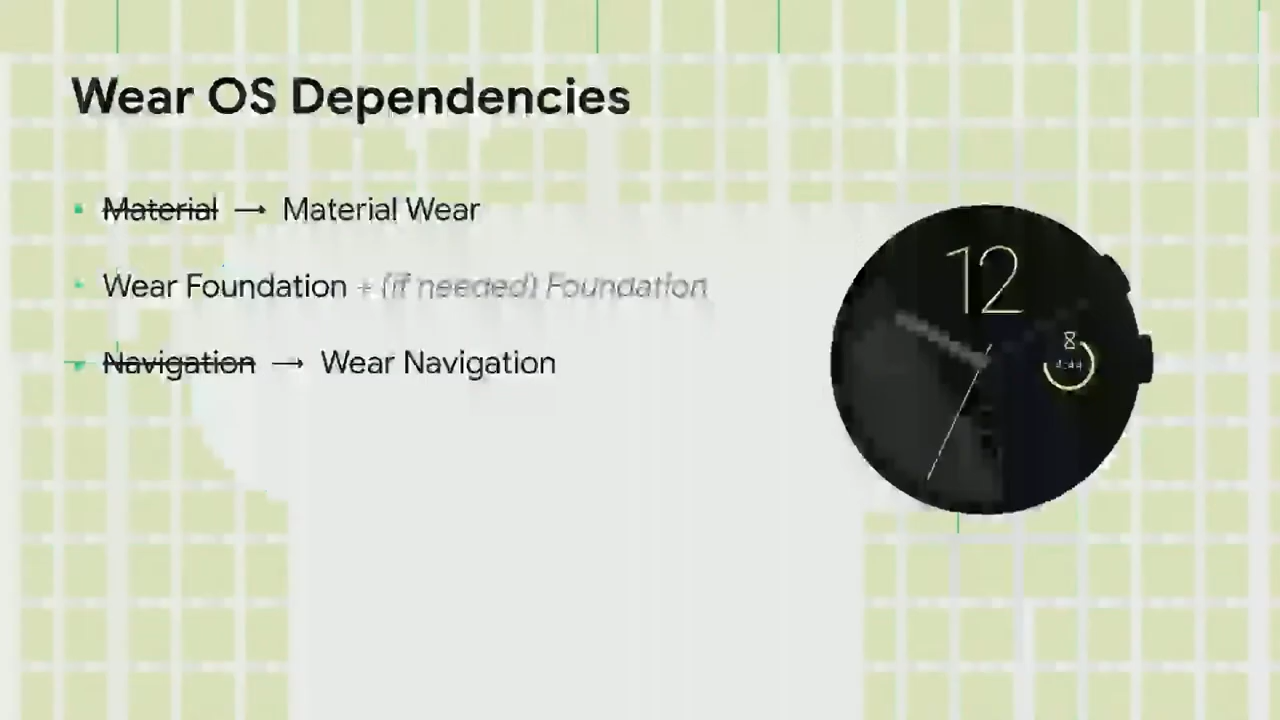 Wear OS Dependencies
Material → Material Wear
Wear Foundation + (if needed) Foundation
Navigation → Wear Navigation
12